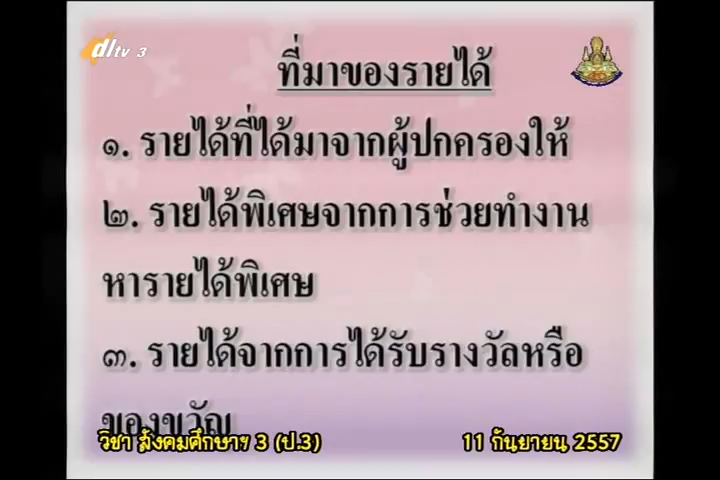 dltv 3
ที่มาของรายได้
๑. รายได้ที่ได้มาจากผู้ปกครองให้
๒. รายได้พิเศษจากการช่วยทำงาน
หารายได้พิเศษ
๓. รายได้จากการได้รับรางวัลหรือ
ของขวัญ
วิชา สังคมศึกษาฯ 3 (ป.3) 11 กันยายน 2557